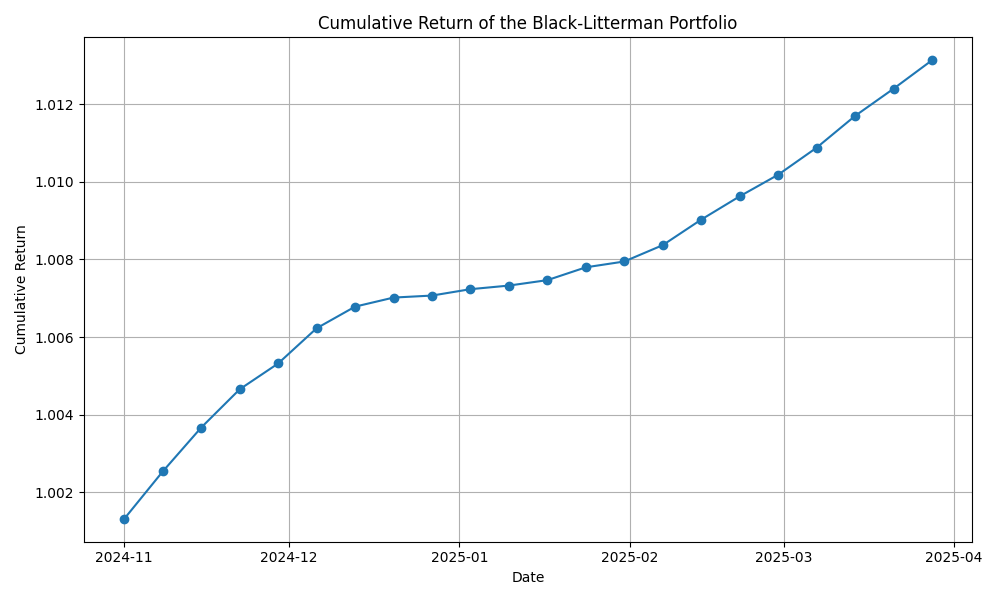 Cumulative Return of the Black-Litterman Portfolio
Cumulative Return
1.012
1.010
1.008
1.006
1.004
1.002
2024-11 2024-12 2025-01 2025-02 2025-03 2025-04
Date